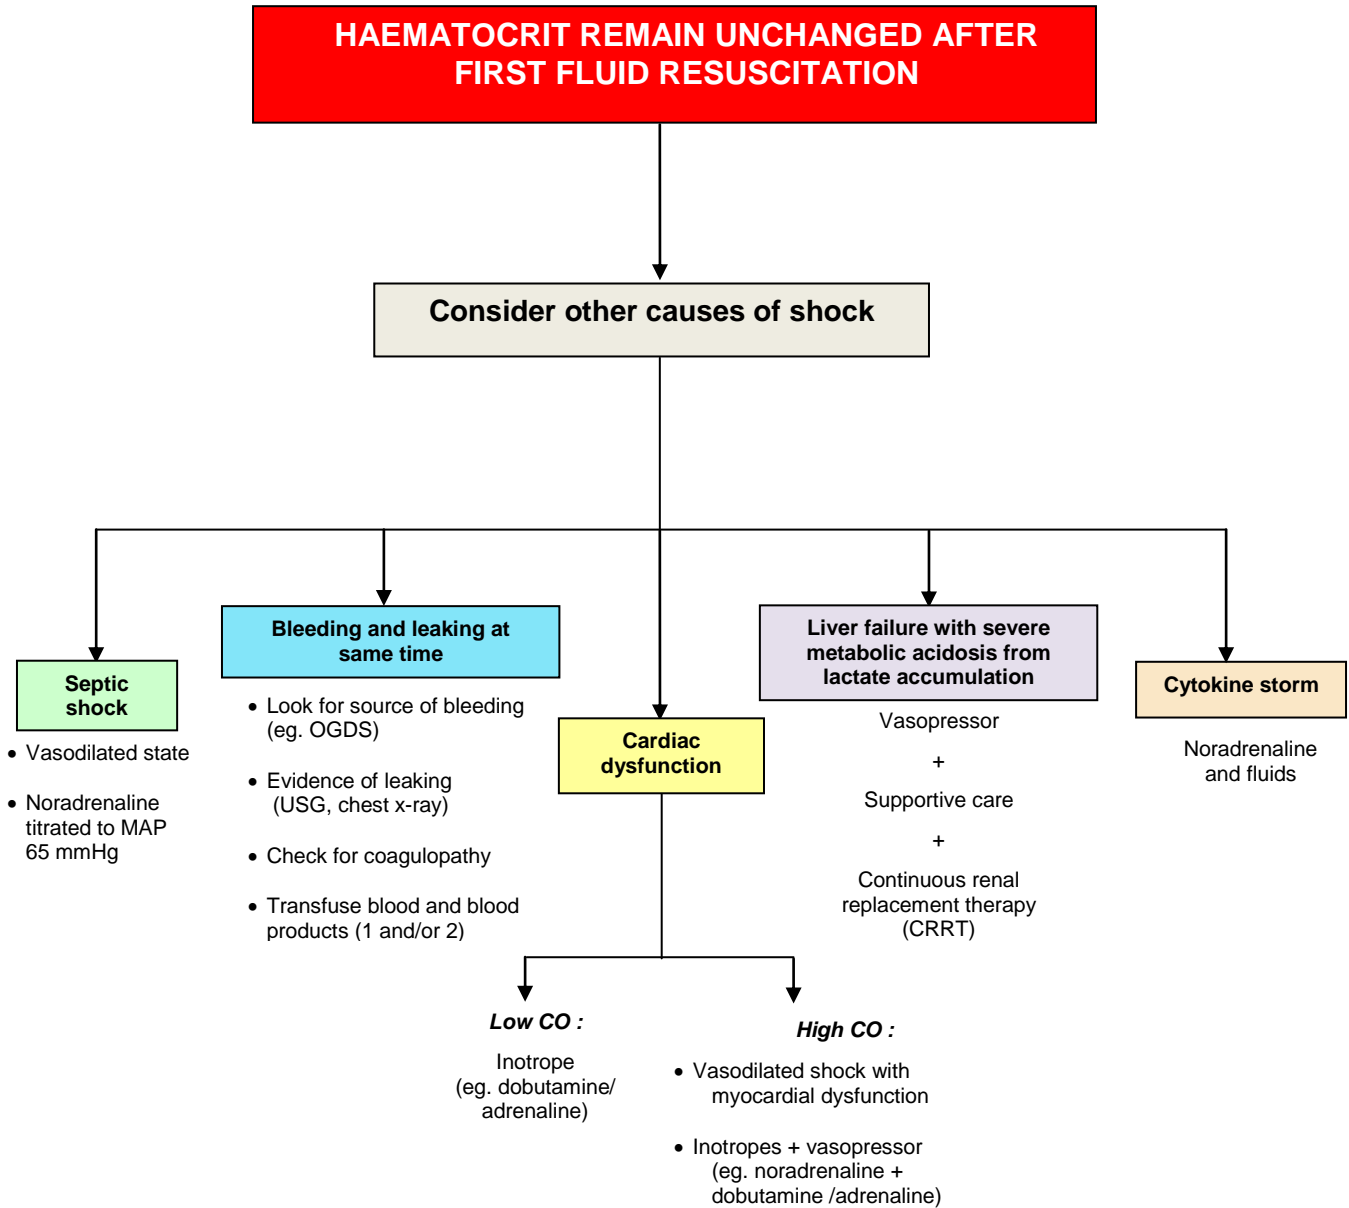 HAEMATOCRIT REMAIN UNCHANGED AFTER
FIRST FLUID RESUSCITATION
Consider other causes of shock
Septic
shock
• Vasodilated state
• Noradrenaline
titrated to MAP
65 mmHg
Bleeding and leaking at
same time
• Look for source of bleeding
(eg. OGDS)
• Evidence of leaking
(USG, chest x-ray)
• Check for coagulopathy
• Transfuse blood and blood
products (1 and/or 2)
Cardiac
dysfunction
Low CO :
Inotrope
(eg. dobutamine/
adrenaline)
High CO :
• Vasodilated shock with
myocardial dysfunction
• Inotropes + vasopressor
(eg. noradrenaline +
dobutamine /adrenaline)
Liver failure with severe
metabolic acidosis from
lactate accumulation
Vasopressor
+
Supportive care
+
Continuous renal
replacement therapy
(CRRT)
Cytokine storm
Noradrenaline
and fluids